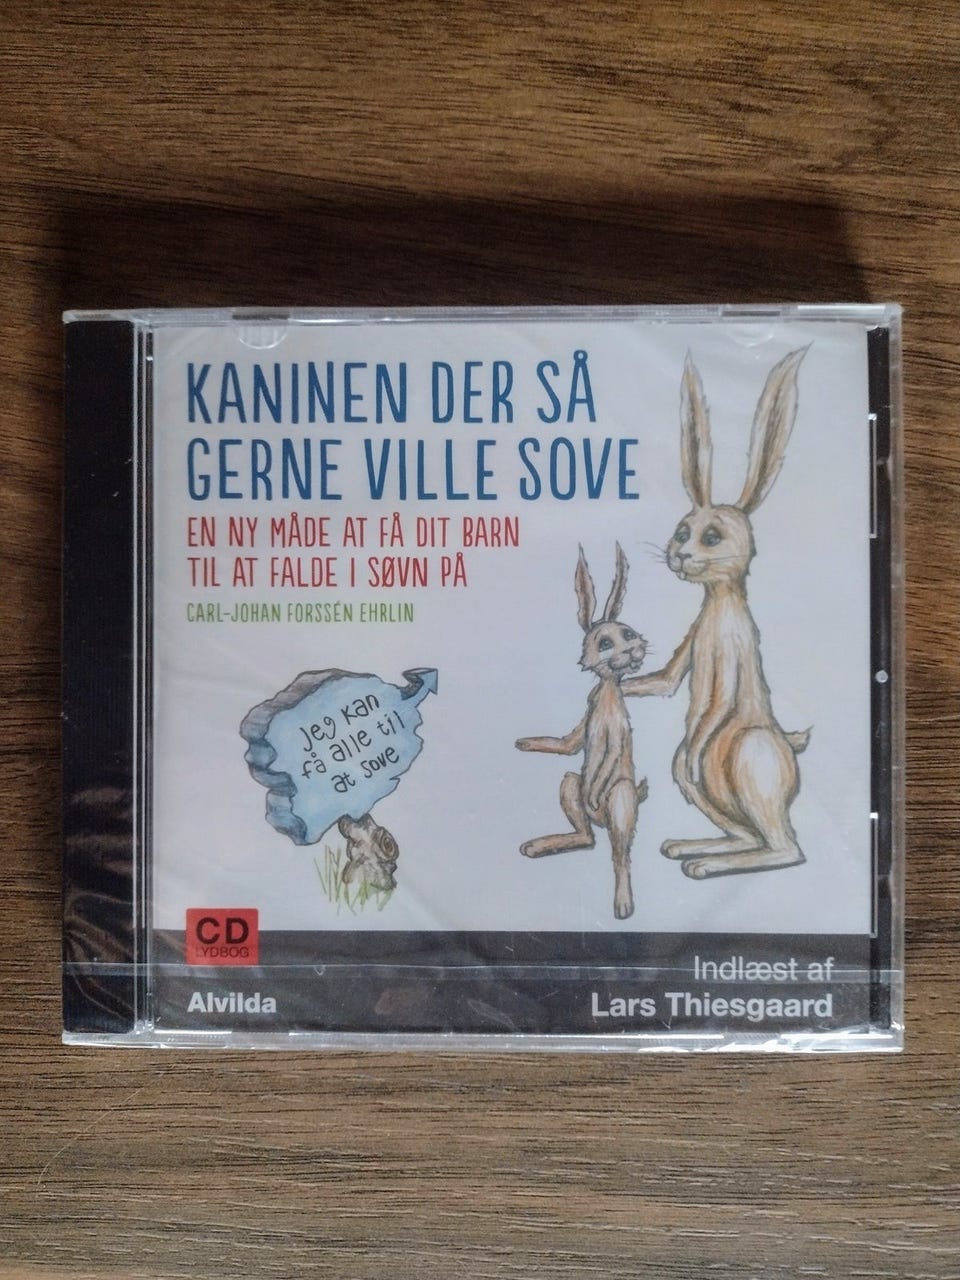 KANINEN DER SÅ
GERNE VILLE SOVE
EN NY MÅDE AT FÅ DIT BARN
TIL AT FALDE I SØVN PÅ
CARL-JOHAN FORSSÉN EHRLIN
Jeg kan
få alle til
at sove
CD
LYDBOG
Alvilda
Indlæst af
Lars Thiesgaard